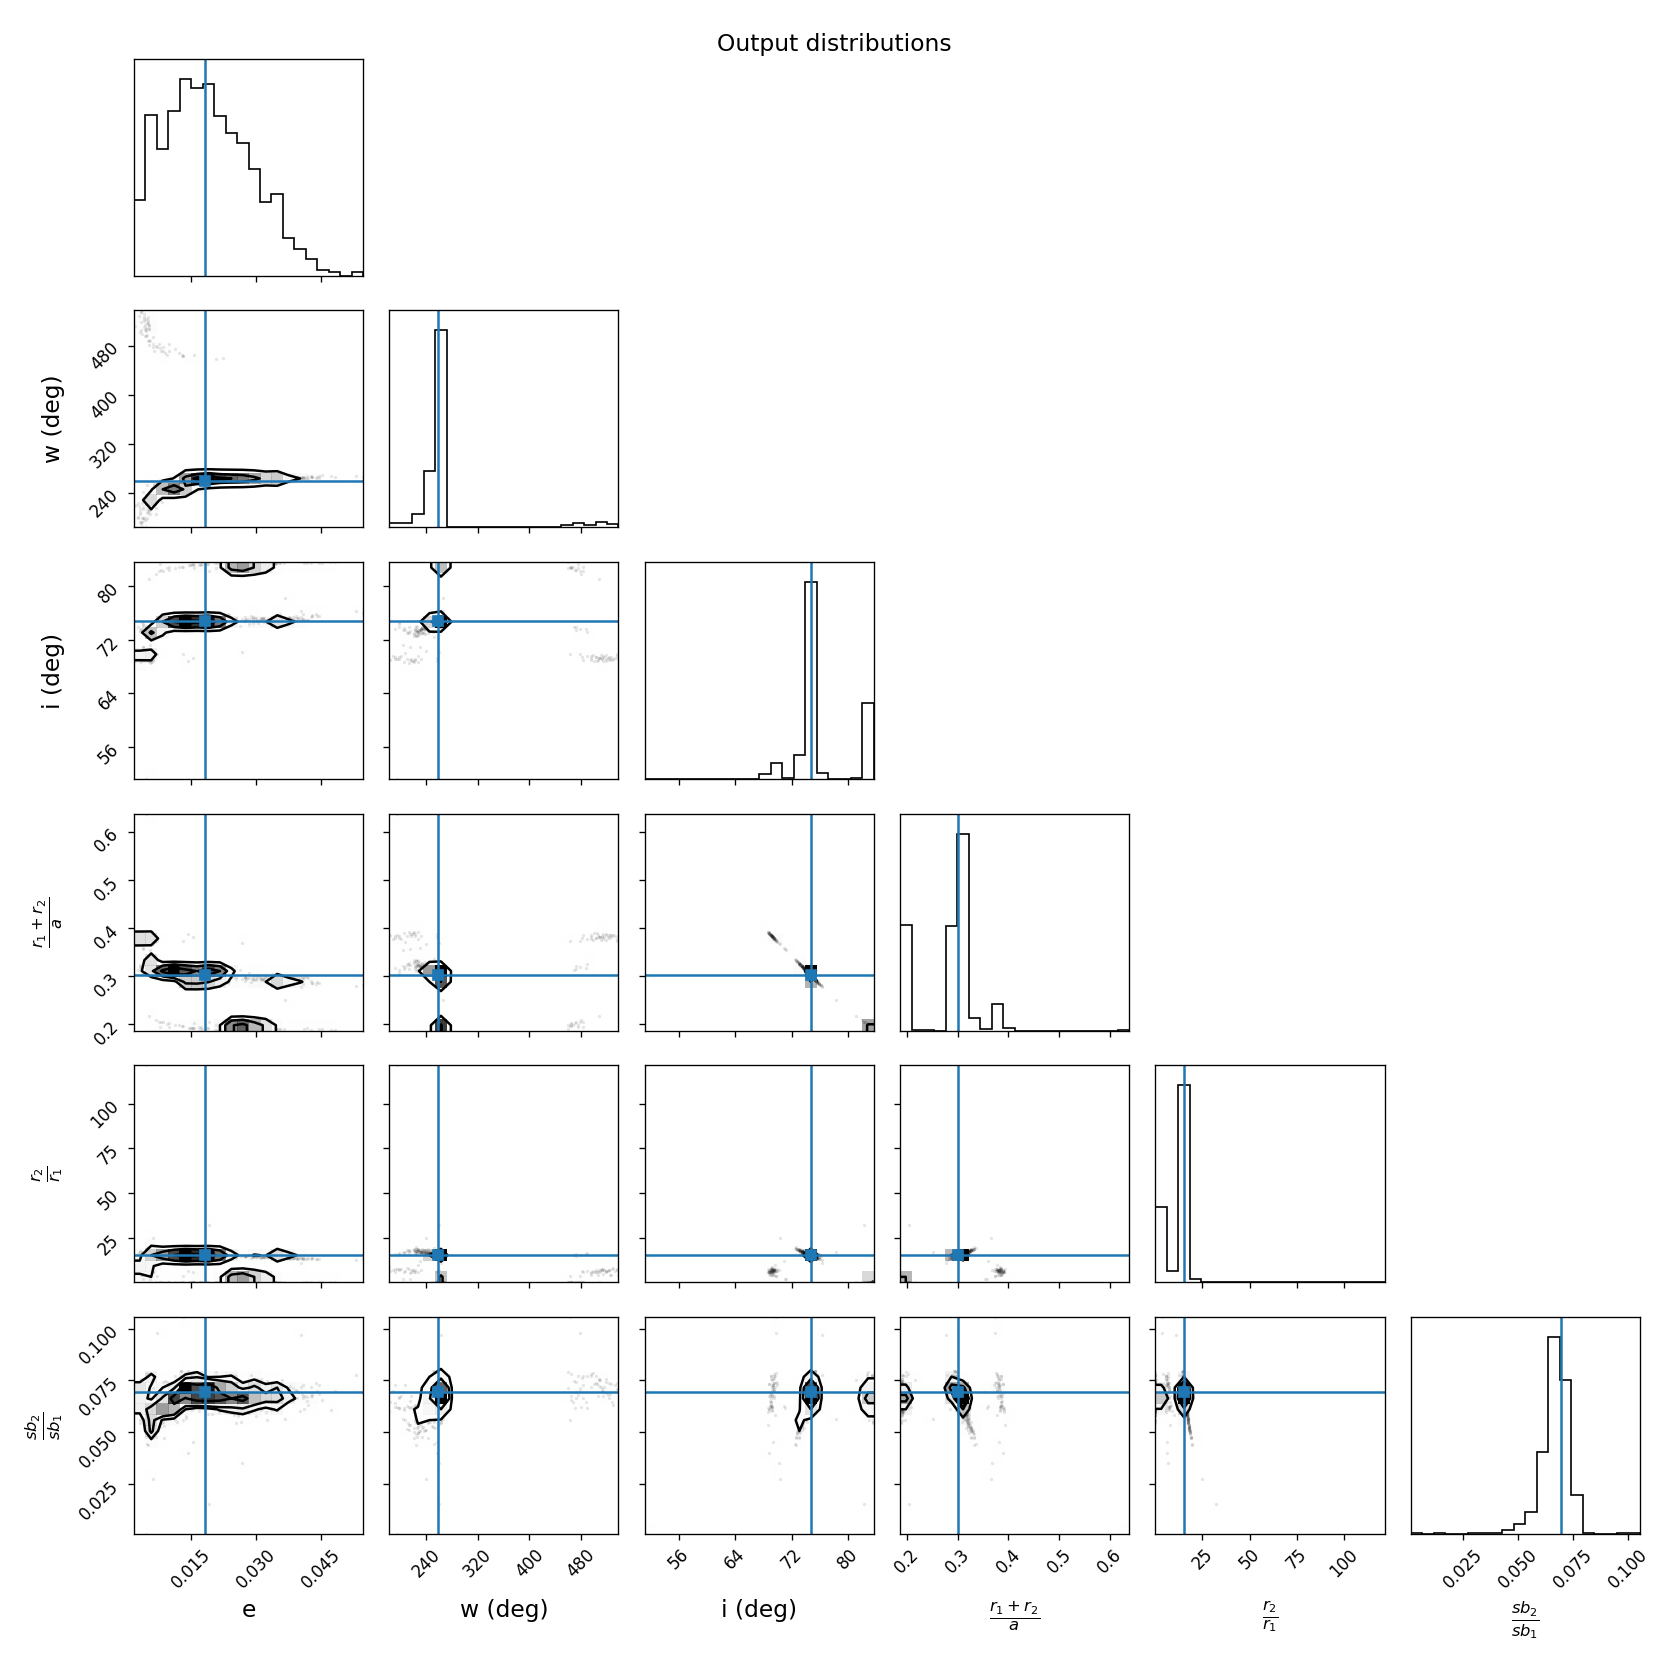 Output distributions
w (deg)
480
400
320
240
i (deg)
80
72
64
56
r₁ + r₂
a
0.6
0.5
0.4
0.3
0.2
r₂
r₁
100
75
50
25
sb₂
sb₁
0.100
0.075
0.050
0.025
0.015 0.030 0.045 240 320 400 480 56 64 72 80 0.2 0.3 0.4 0.5 0.6 25 50 75 100 0.025 0.050 0.075 0.100
e w (deg) i (deg) r₁ + r₂ r₂ sb₂
a r₁ sb₁